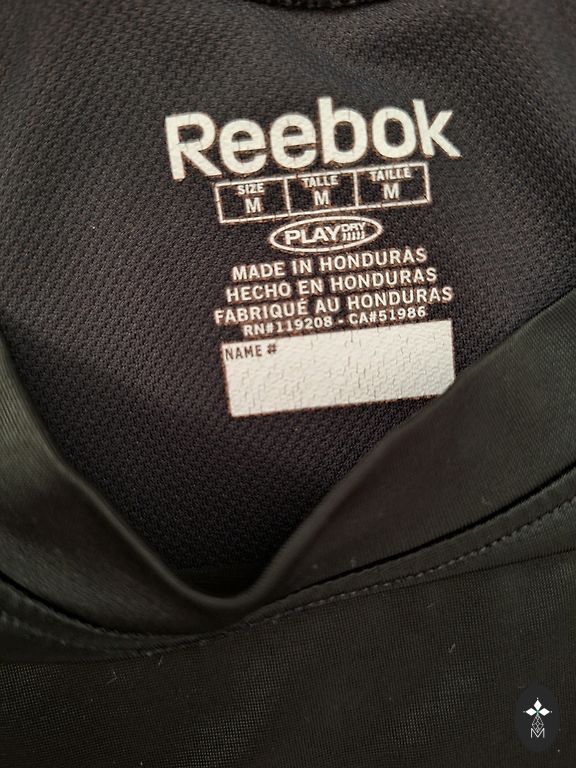 Reebok
SIZE M TALLE M TAILLE M
PLAYDRY
MADE IN HONDURAS
HECHO EN HONDURAS
FABRIQUÉ AU HONDURAS
RN#119208 - CA#51986
NAME #
M